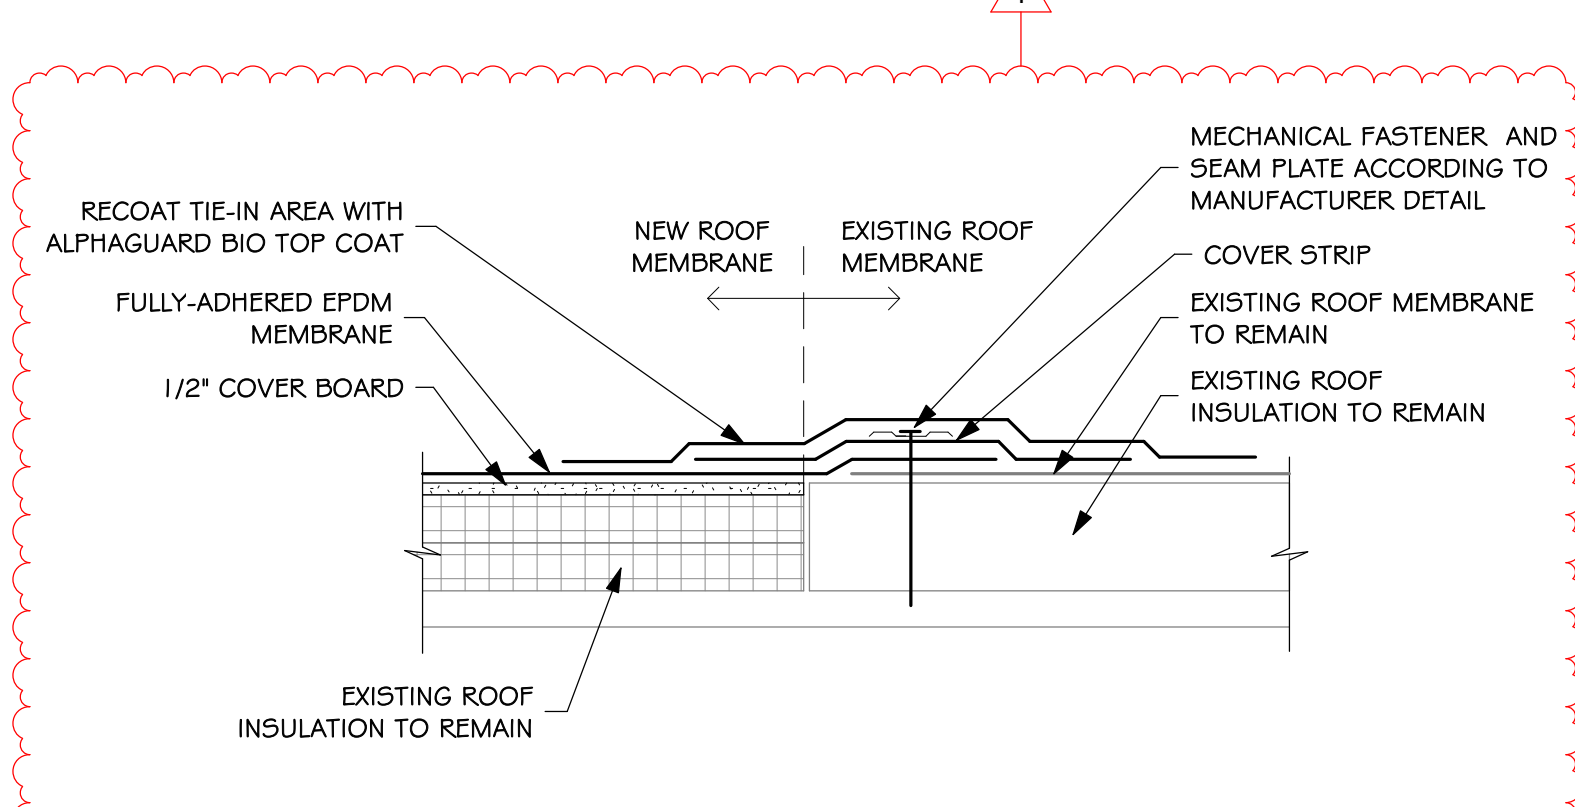 MECHANICAL FASTENER AND
SEAM PLATE ACCORDING TO
MANUFACTURER DETAIL
RECOAT TIE-IN AREA WITH
ALPHAGUARD BIO TOP COAT
NEW ROOF
MEMBRANE
EXISTING ROOF
MEMBRANE
COVER STRIP
FULLY-ADHERED EPDM
MEMBRANE
EXISTING ROOF MEMBRANE
TO REMAIN
1/2" COVER BOARD
EXISTING ROOF
INSULATION TO REMAIN
EXISTING ROOF
INSULATION TO REMAIN